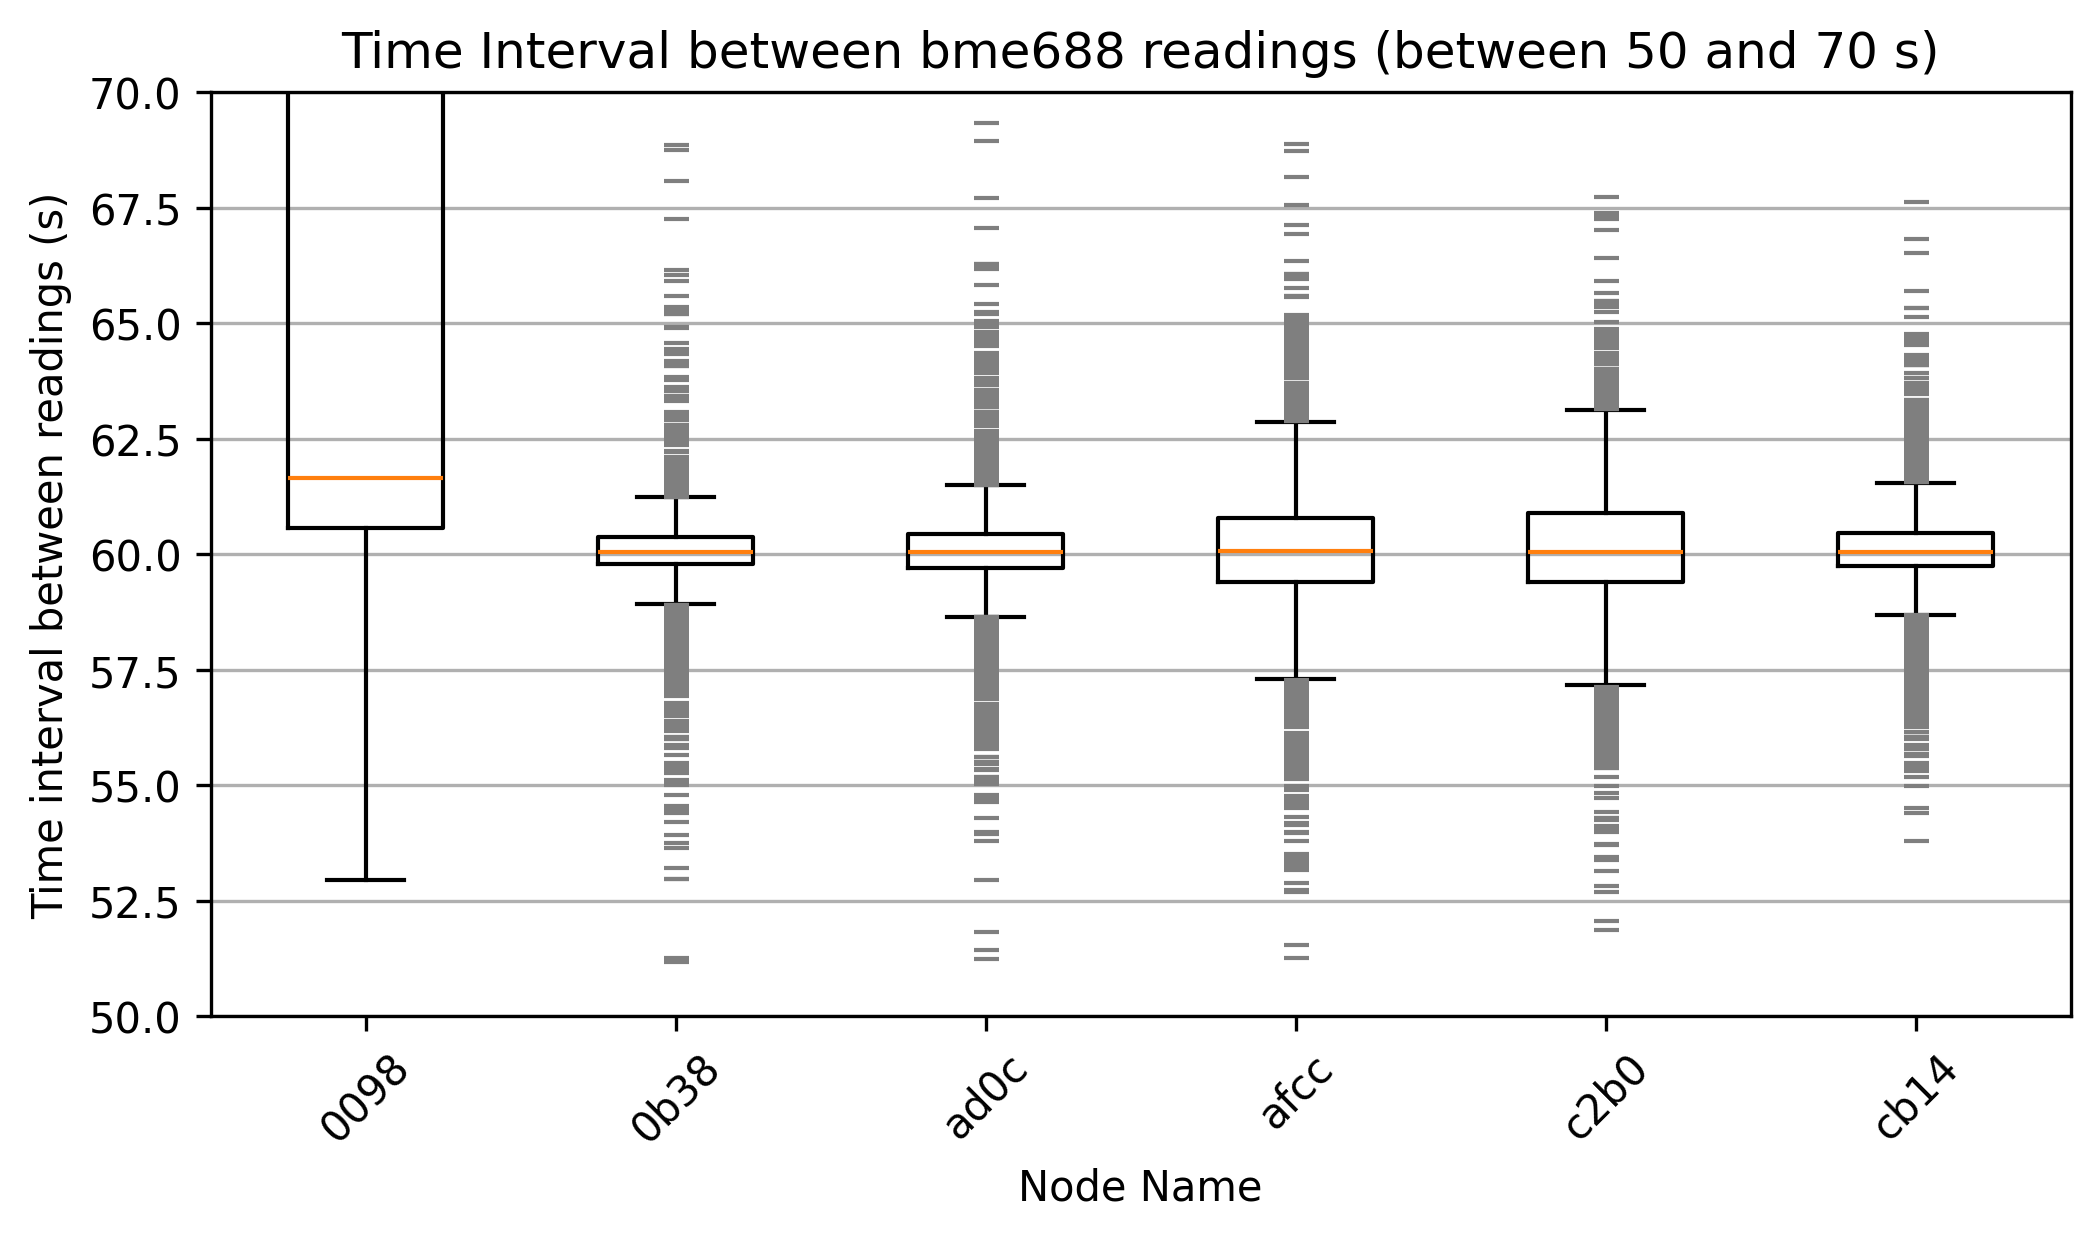 Time Interval between bme688 readings (between 50 and 70 s)
Time interval between readings (s)
70.0
67.5
65.0
62.5
60.0
57.5
55.0
52.5
50.0
0098
0b38
ad0c
afcc
c2b0
cb14
Node Name